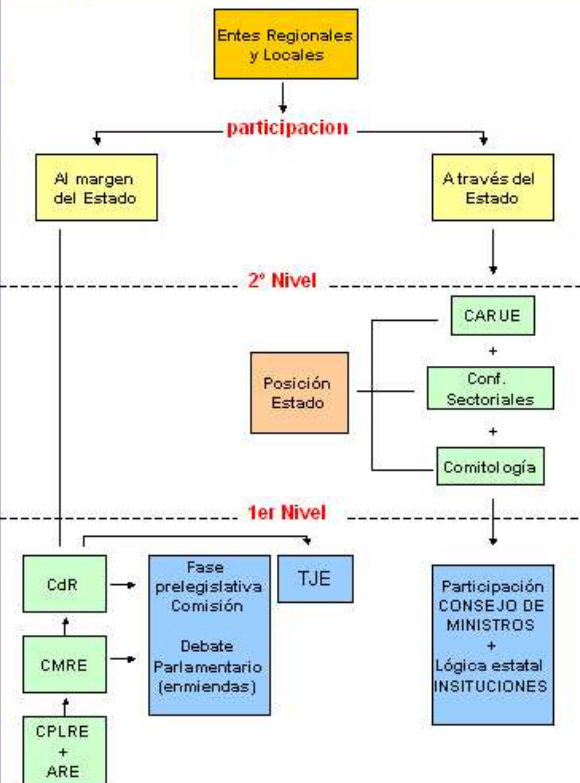 Entes Regionales
y Locales
participacion
Al margen
del Estado
A través del
Estado
2º Nivel
CARUE
+
Posición
Estado
Conf.
Sectoriales
+
Comitología
1er Nivel
CdR
Fase
prelegislativa
Comisión
TJE
Participación
CONSEJO DE
MINISTROS
+
Lógica estatal
INSITUCIONES
CMRE
Debate
Parlamentario
(enmiendas)
CPLRE
+
ARE